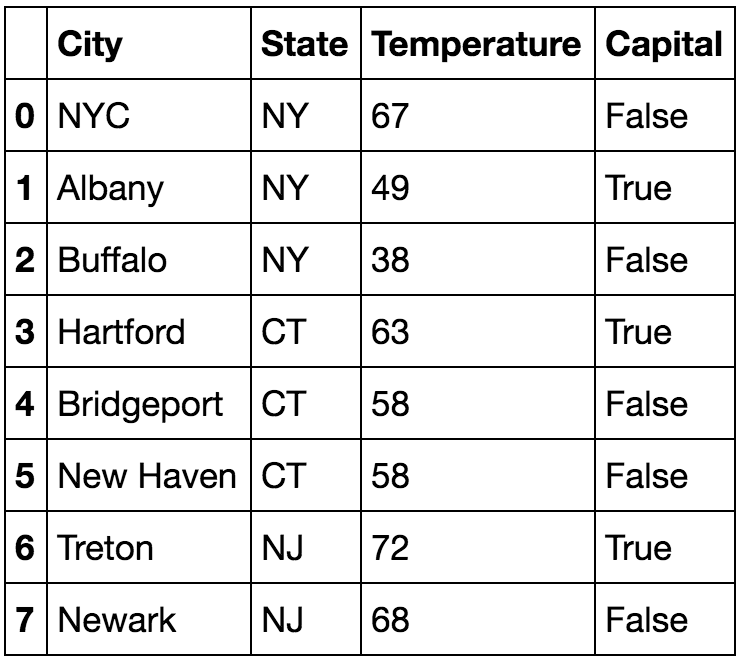 City State Temperature Capital
0 NYC NY 67 False
1 Albany NY 49 True
2 Buffalo NY 38 False
3 Hartford CT 63 True
4 Bridgeport CT 58 False
5 New Haven CT 58 False
6 Treton NJ 72 True
7 Newark NJ 68 False